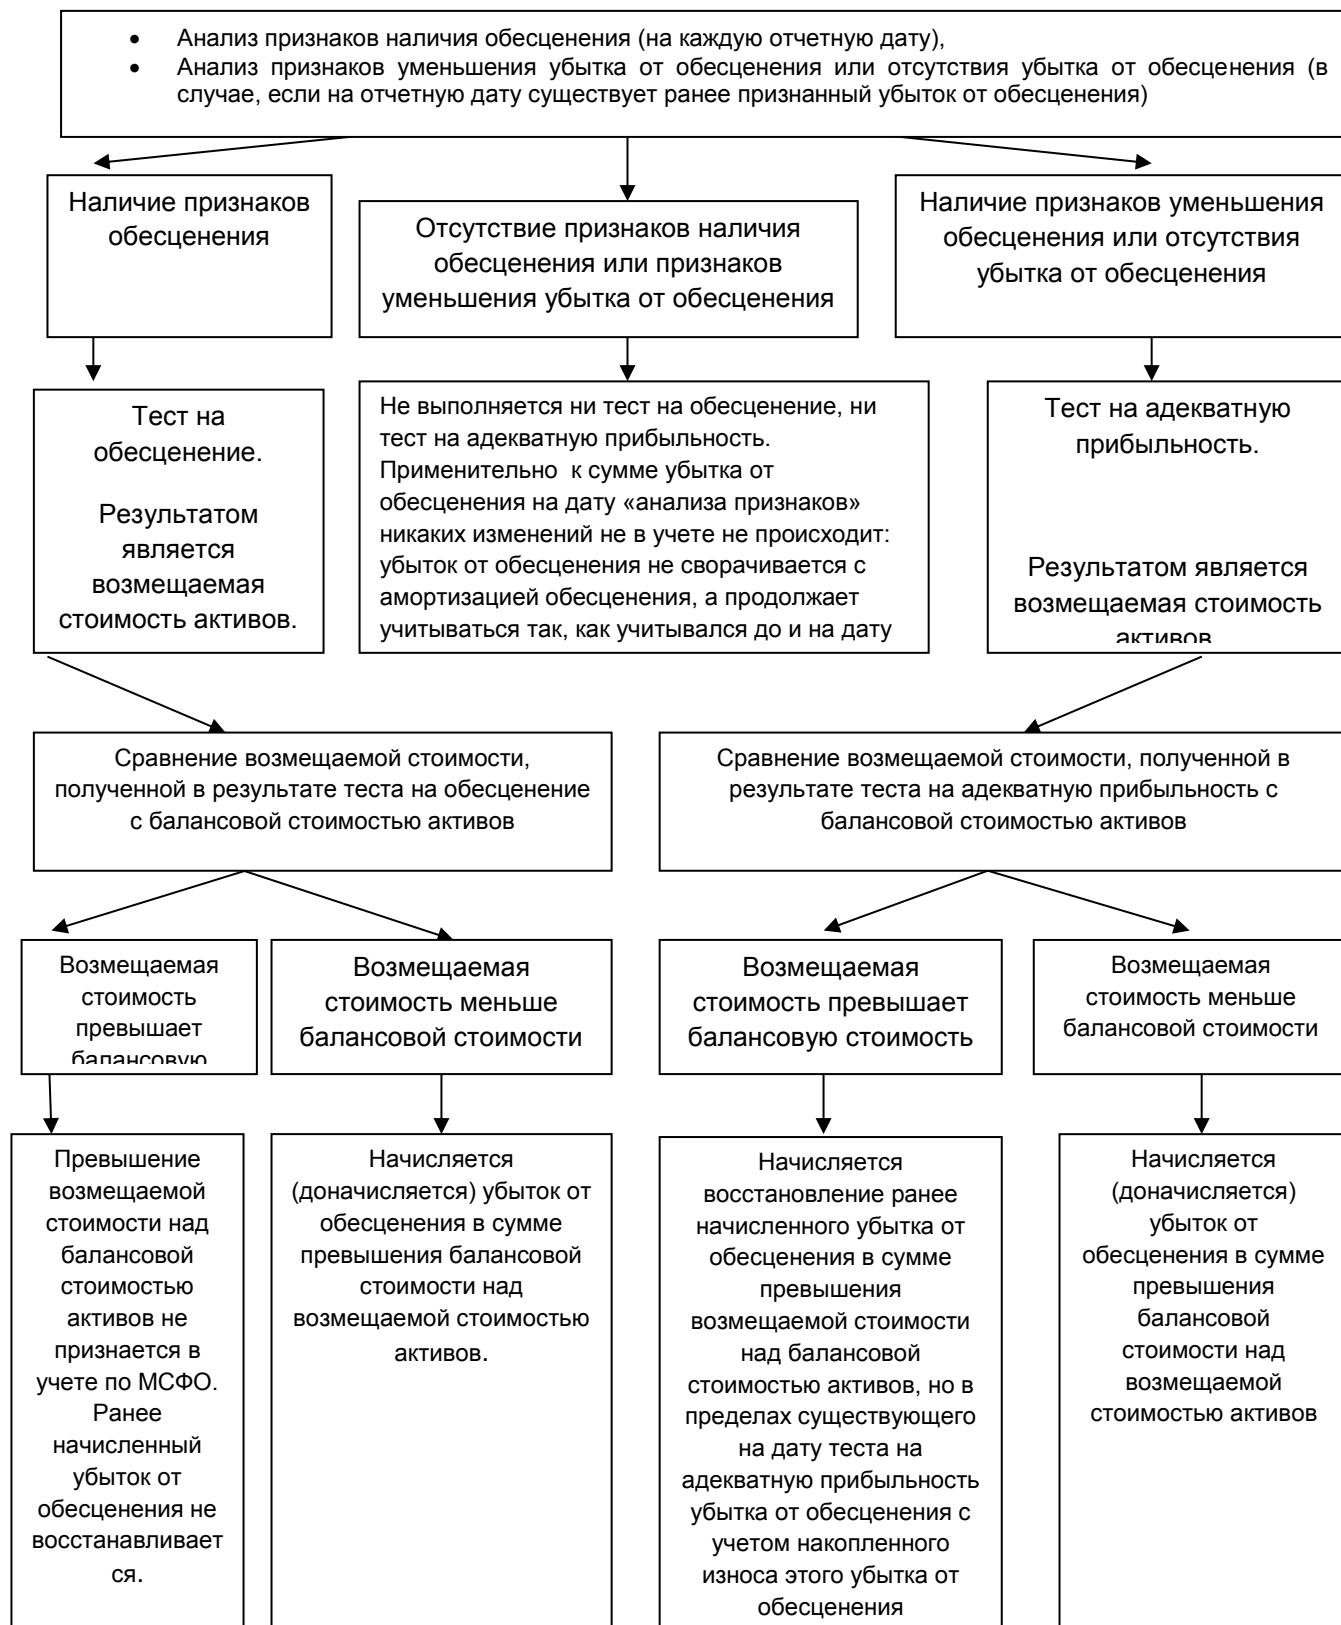 • Анализ признаков наличия обесценения (на каждую отчетную дату),
• Анализ признаков уменьшения убытка от обесценения или отсутствия убытка от обесценения (в
случае, если на отчетную дату существует ранее признанный убыток от обесценения)
Наличие признаков
обесценения
Отсутствие признаков наличия
обесценения или признаков
уменьшения убытка от обесценения
Наличие признаков уменьшения
обесценения или отсутствия
убытка от обесценения
Тест на
обесценение.
Результатом
является
возмещаемая
стоимость активов.
Не выполняется ни тест на обесценение, ни
тест на адекватную прибыльность.
Применительно к сумме убытка от
обесценения на дату «анализа признаков»
никаких изменений не в учете не происходит:
убыток от обесценения не сворачивается с
амортизацией обесценения, а продолжает
учитываться так, как учитывался до и на дату
Тест на адекватную
прибыльность.
Результатом является
возмещаемая стоимость
активов
Сравнение возмещаемой стоимости,
полученной в результате теста на обесценение
с балансовой стоимостью активов
Сравнение возмещаемой стоимости, полученной в
результате теста на адекватную прибыльность с
балансовой стоимостью активов
Возмещаемая
стоимость
превышает
балансовую
Возмещаемая
стоимость меньше
балансовой стоимости
Возмещаемая
стоимость превышает
балансовую стоимость
Возмещаемая
стоимость меньше
балансовой стоимости
Превышение
возмещаемой
стоимости над
балансовой
стоимостью
активов не
признается в
учете по МСФО.
Ранее
начисленный
убыток от
обесценения не
восстанавливает
ся.
Начисляется
(доначисляется) убыток от
обесценения в сумме
превышения балансовой
стоимости над
возмещаемой стоимостью
активов.
Начисляется
восстановление ранее
начисленного убытка от
обесценения в сумме
превышения
возмещаемой стоимости
над балансовой
стоимостью активов, но в
пределах существующего
на дату теста на
адекватную прибыльность
убытка от обесценения с
учетом накопленного
износа этого убытка от
обесценения
Начисляется
(доначисляется)
убыток от
обесценения в сумме
превышения
балансовой
стоимости над
возмещаемой
стоимостью активов